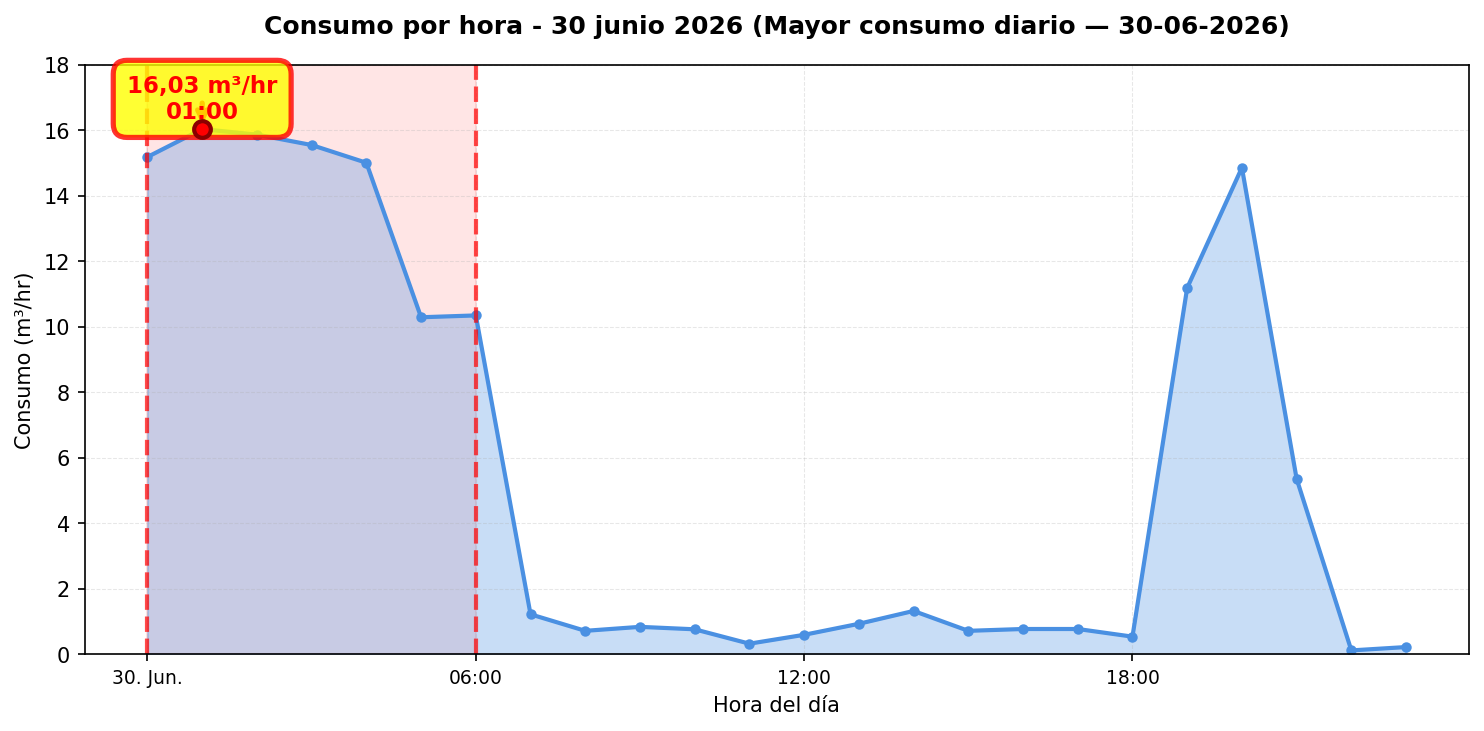 Consumo por hora - 30 junio 2026 (Mayor consumo diario — 30-06-2026)
16,03 m³/hr
01:00
Consumo (m³/hr)
18
16
14
12
10
8
6
4
2
0
30. Jun.
06:00
12:00
18:00
Hora del día